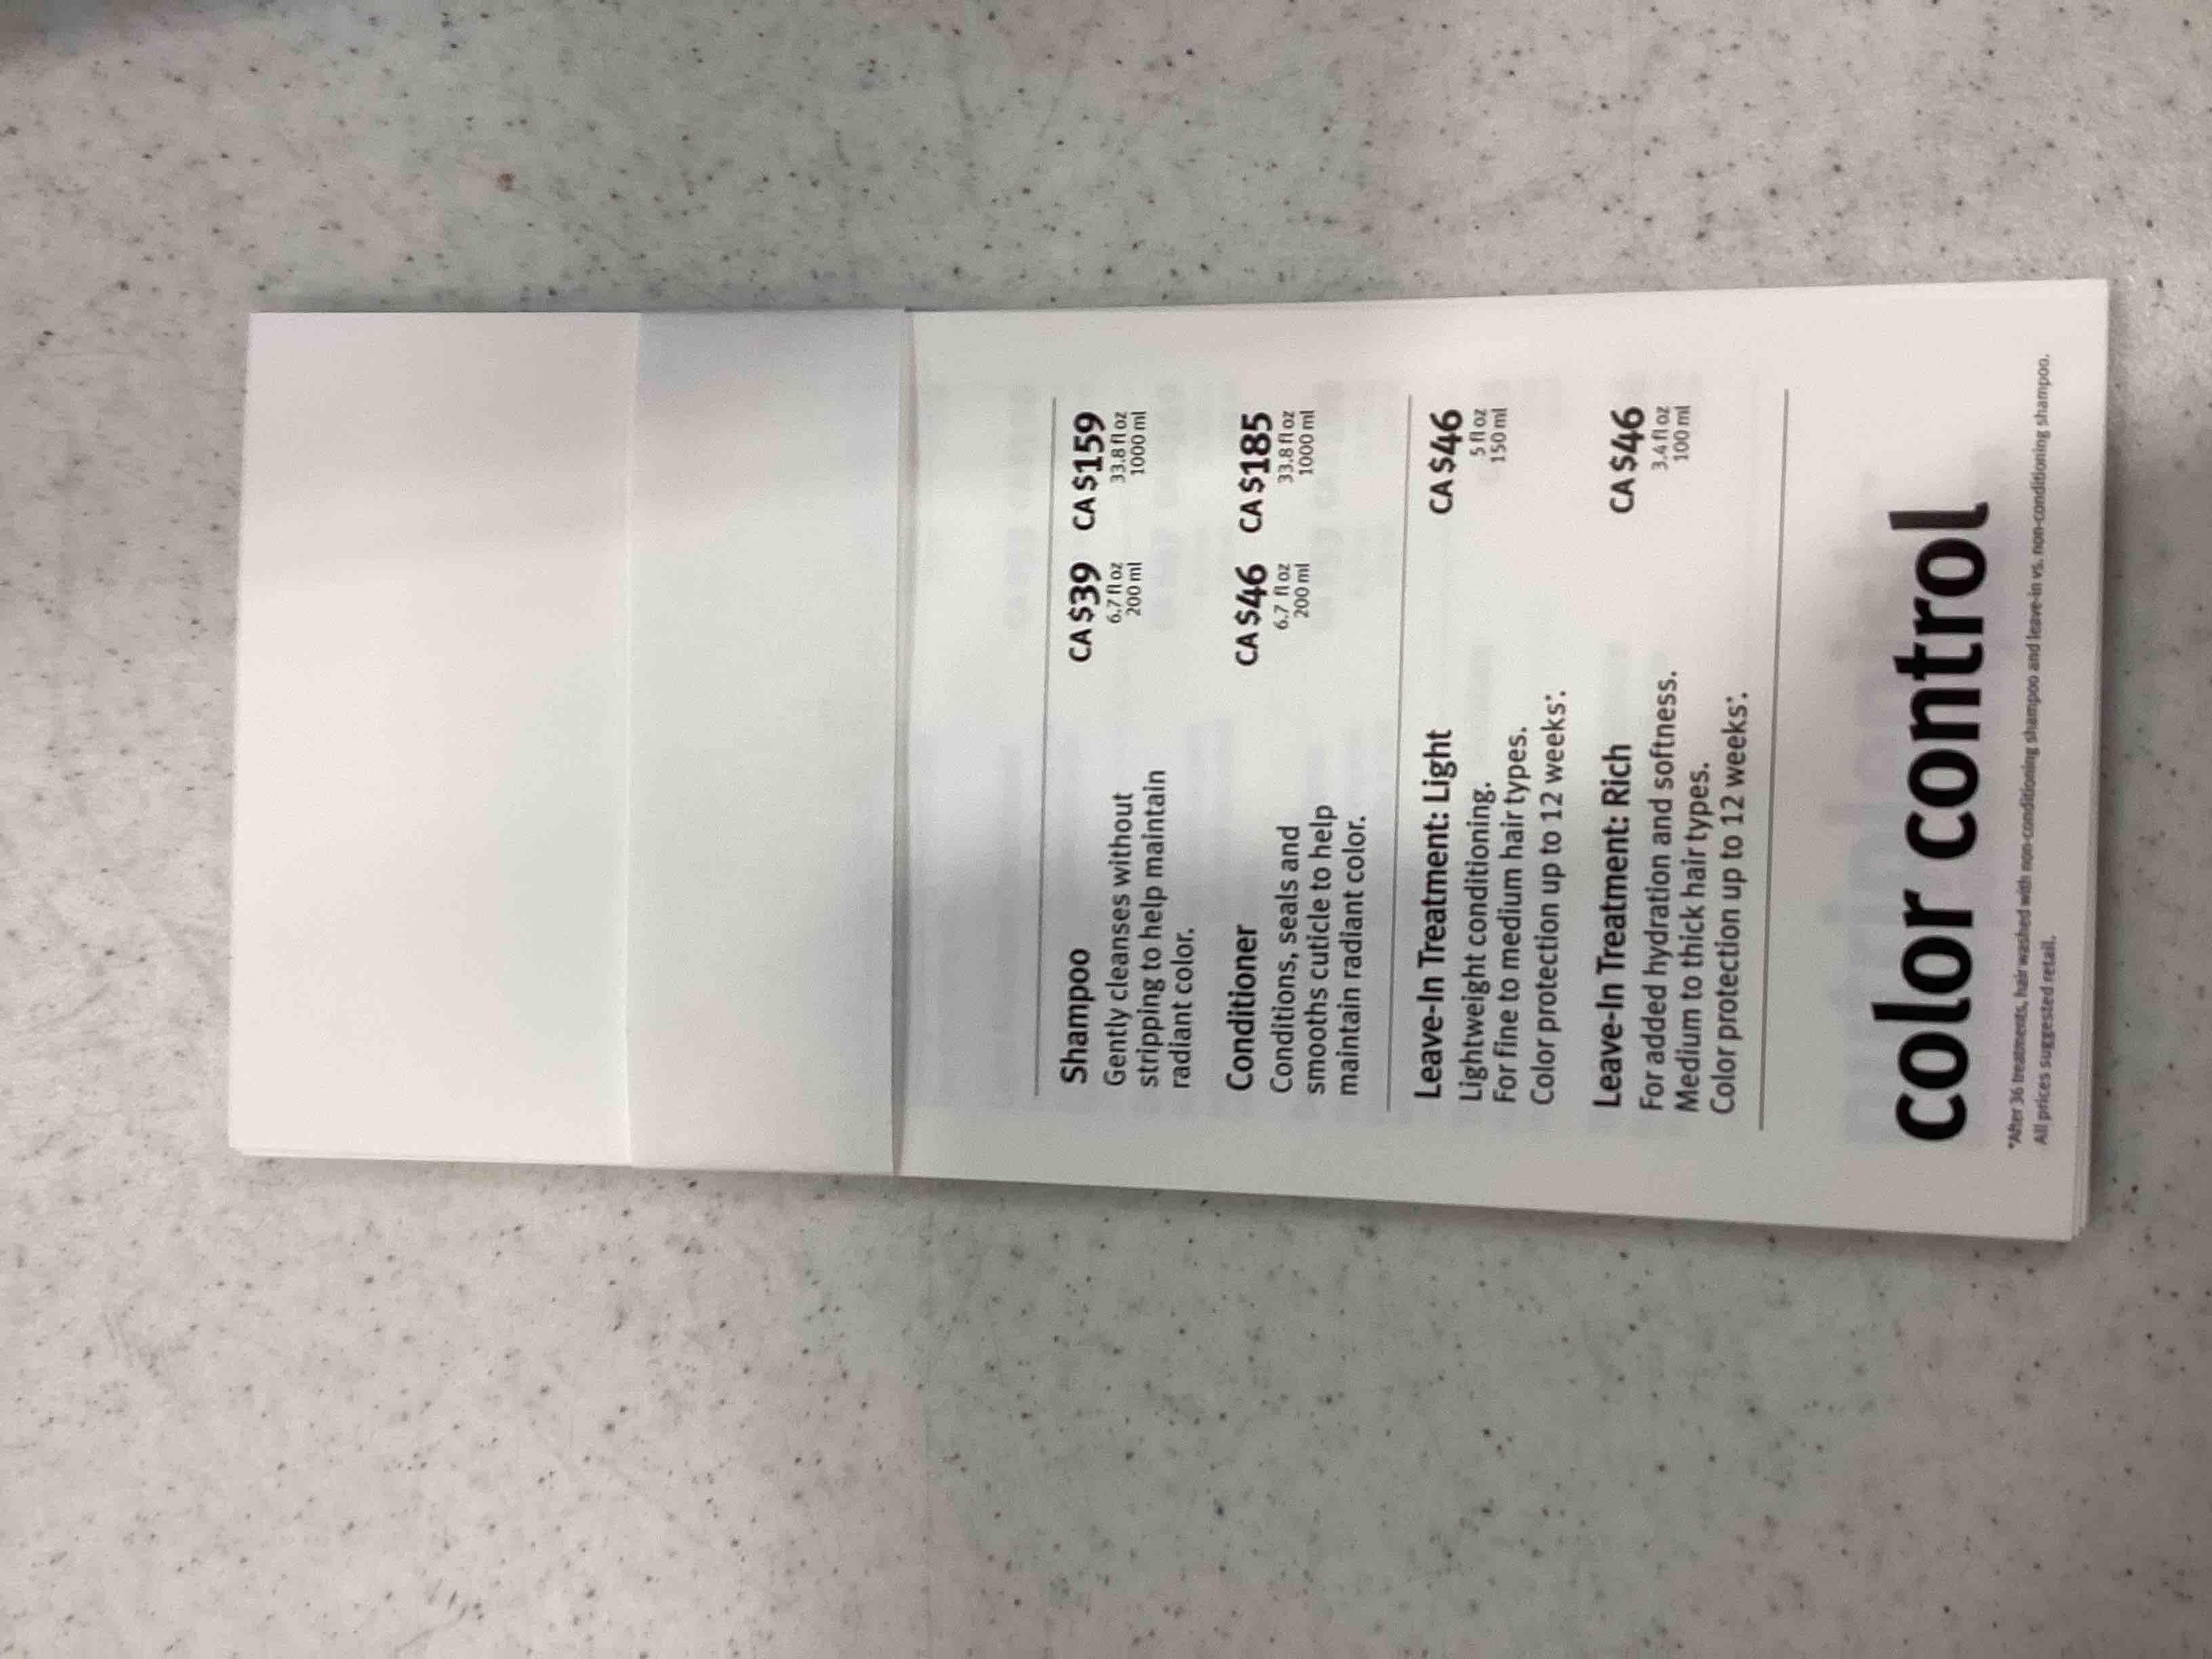 Shampoo CA $39 CA $159
Gently cleanses without 6.7 fl oz 33.8 fl oz
stripping to help maintain 200 ml 1000 ml
radiant color.
Conditioner CA $46 CA $185
Conditions, seals and 6.7 fl oz 33.8 fl oz
smooths cuticle to help 200 ml 1000 ml
maintain radiant color.
Leave-In Treatment: Light CA $46
Lightweight conditioning. 5 fl oz
For fine to medium hair types. 150 ml
Color protection up to 12 weeks*.
Leave-In Treatment: Rich CA $46
For added hydration and softness. 3.4 fl oz
Medium to thick hair types. 100 ml
Color protection up to 12 weeks*.
color control
*After 36 treatments, hair washed with non-conditioning shampoo and leave-in vs. non-conditioning shampoo.
All prices suggested retail.